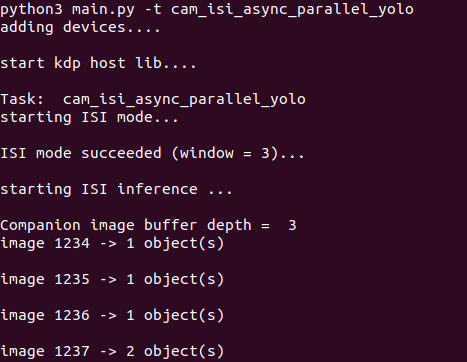 python3 main.py -t cam_isi_async_parallel_yolo
adding devices....
start kdp host lib....
Task:  cam_isi_async_parallel_yolo
starting ISI mode...
ISI mode succeeded (window = 3)...
starting ISI inference ...
Companion image buffer depth =  3
image 1234 -> 1 object(s)
image 1235 -> 1 object(s)
image 1236 -> 1 object(s)
image 1237 -> 2 object(s)